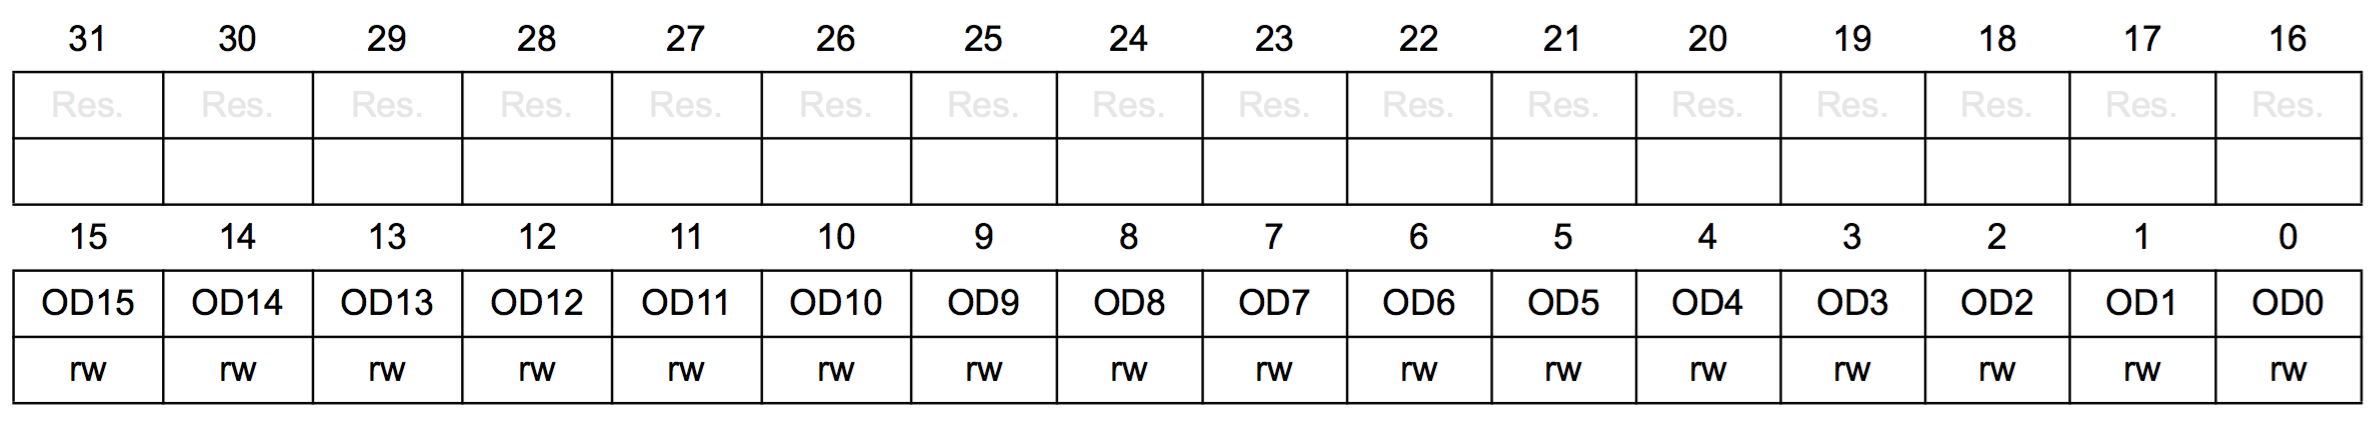 31 30 29 28 27 26 25 24 23 22 21 20 19 18 17 16
Res. Res. Res. Res. Res. Res. Res. Res. Res. Res. Res. Res. Res. Res. Res. Res.
15 14 13 12 11 10 9 8 7 6 5 4 3 2 1 0
OD15 OD14 OD13 OD12 OD11 OD10 OD9 OD8 OD7 OD6 OD5 OD4 OD3 OD2 OD1 OD0
rw rw rw rw rw rw rw rw rw rw rw rw rw rw rw rw